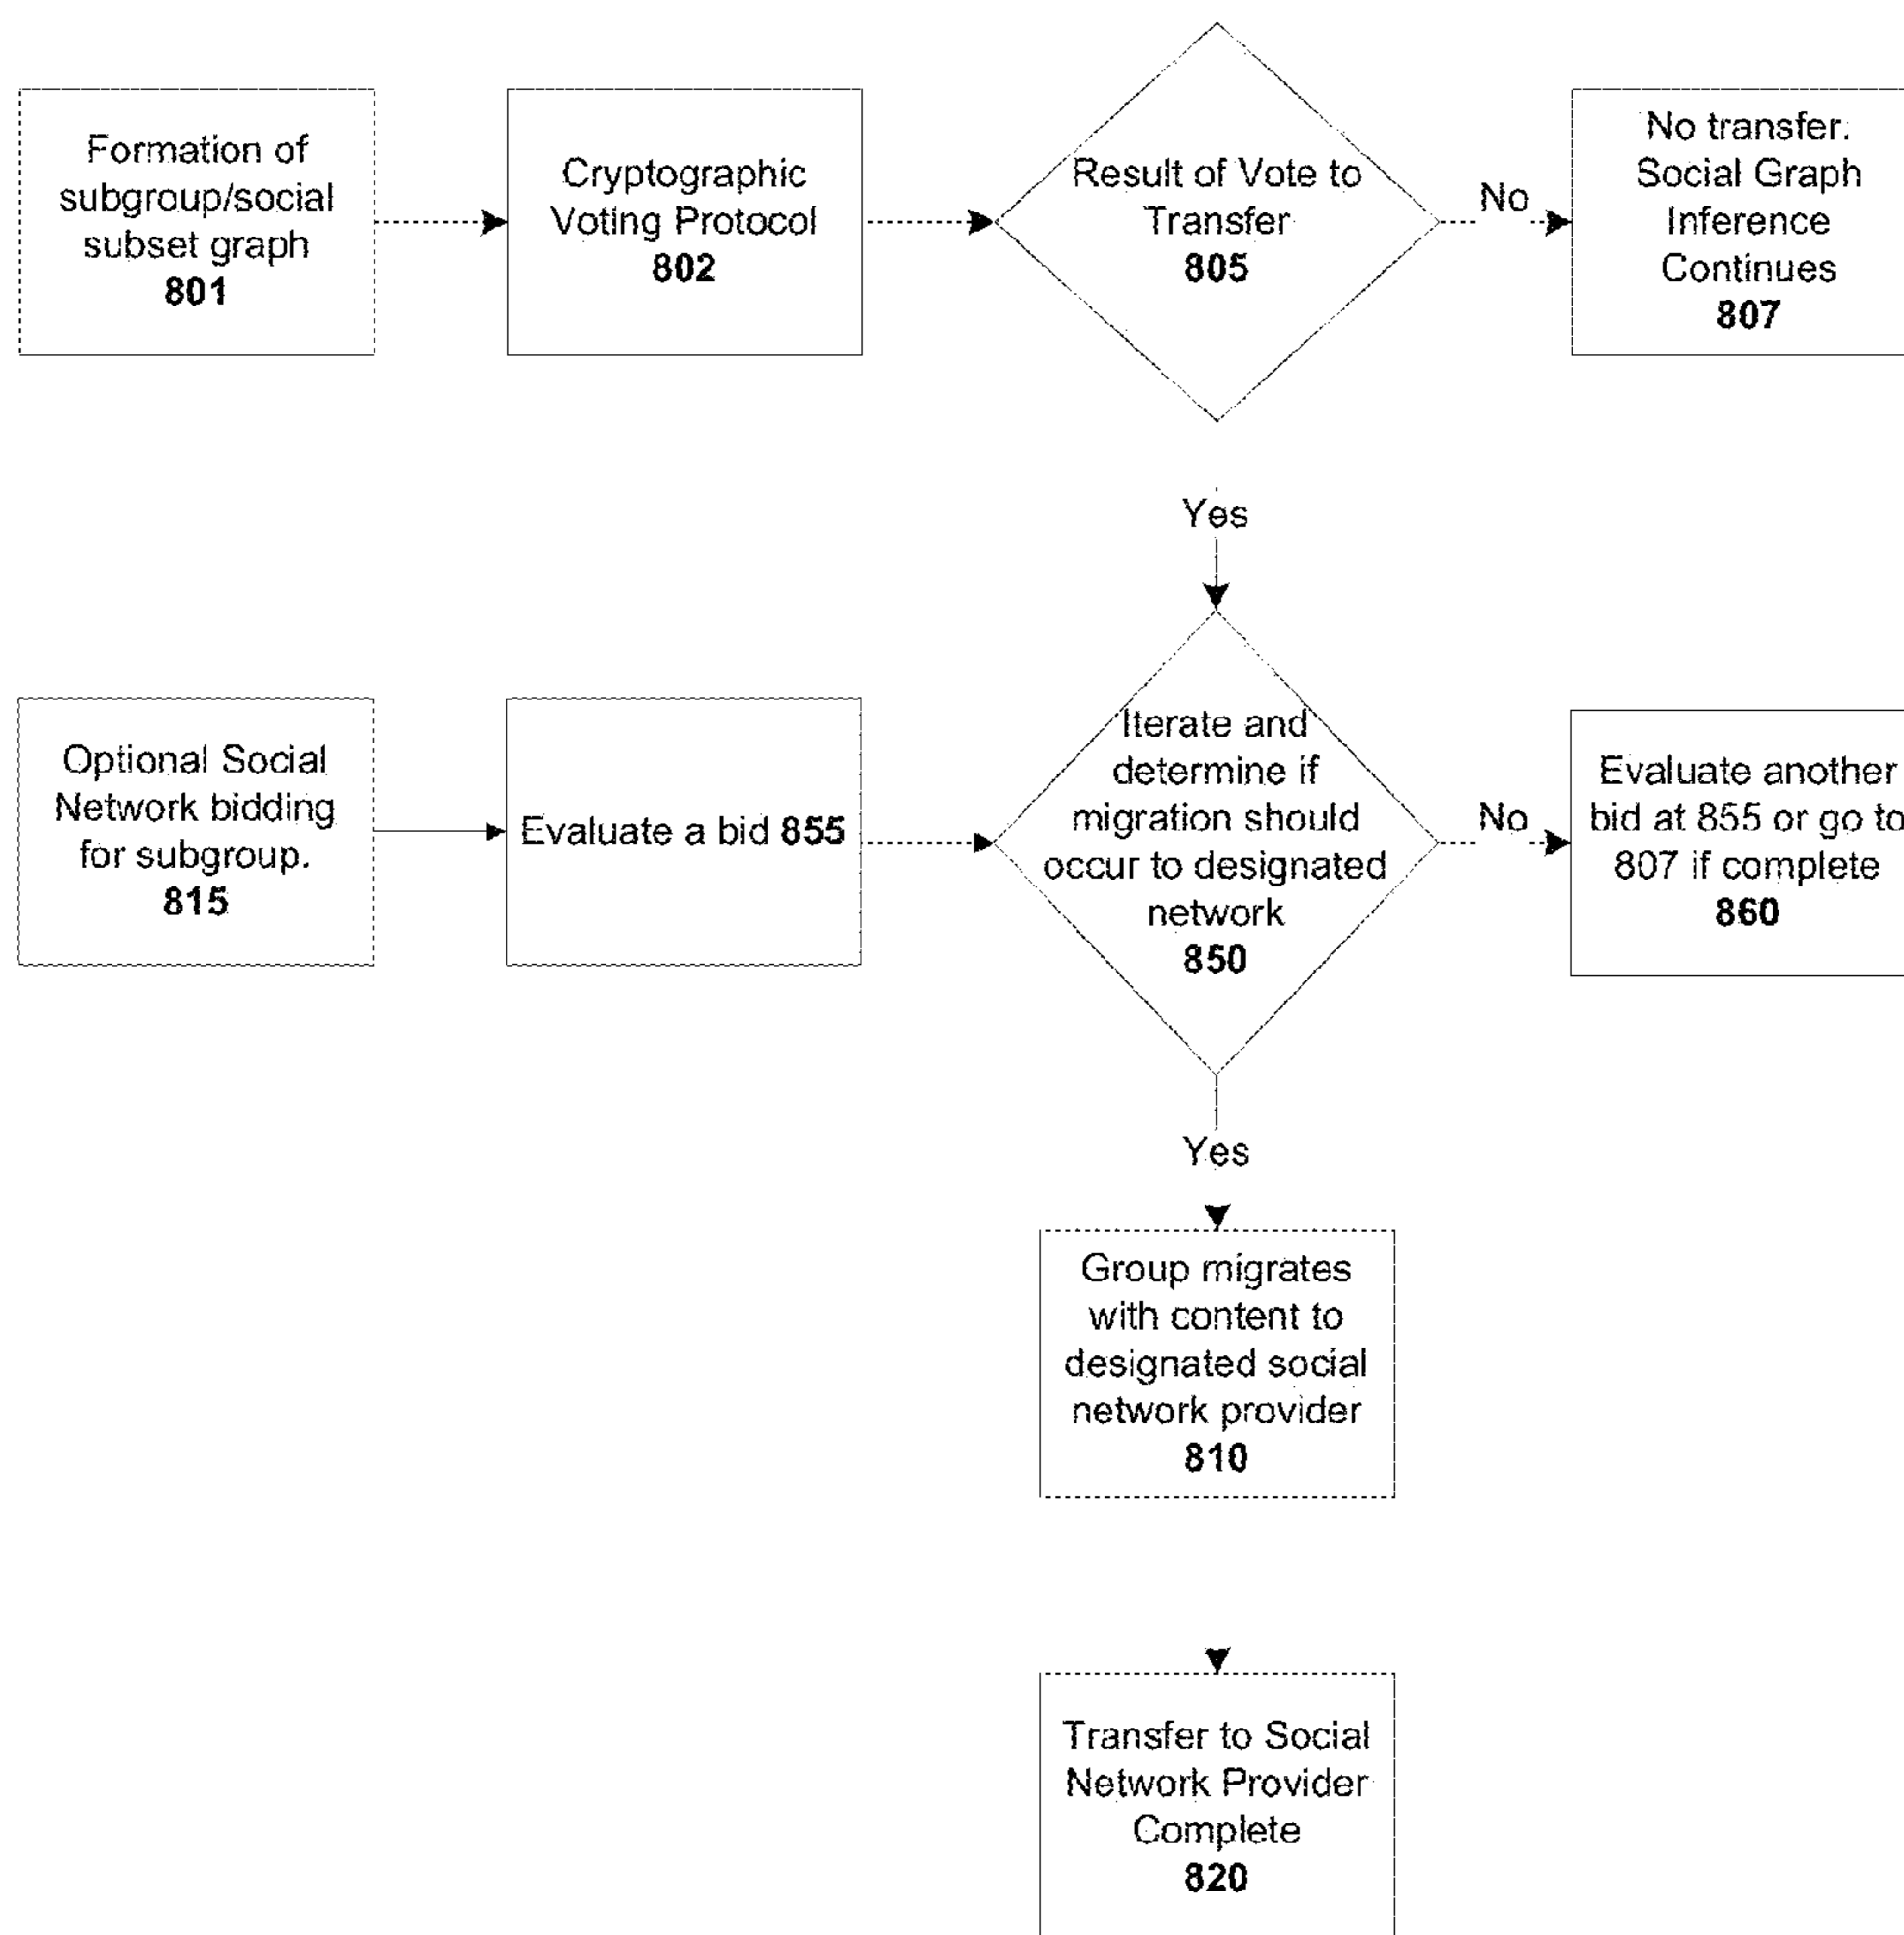 Formation of
subgroup/social
subset graph
801
Cryptographic
Voting Protocol
802
Result of Vote to
Transfer
805
No
No transfer.
Social Graph
Inference
Continues
807
Yes
Optional Social
Network bidding
for subgroup.
815
Evaluate a bid 855
Iterate and
determine if
migration should
occur to designated
network
850
No
Evaluate another
bid at 855 or go to
807 if complete
860
Yes
Group migrates
with content to
designated social
network provider
810
Transfer to Social
Network Provider
Complete
820